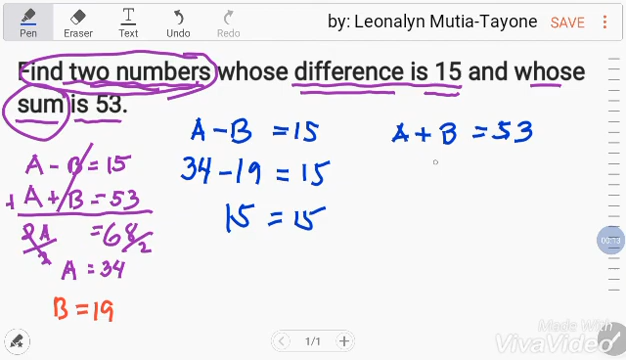 by: Leonalyn Mutia-Tayone SAVE
Pen Eraser Text Undo Redo
Find two numbers whose difference is 15 and whose
sum is 53.
A - B = 15
A + B = 53
2A/2 = 68/2
A = 34
B = 19
A - B = 15
34 - 19 = 15
15 = 15
A + B = 53
00:13
1/1
Made With
VivaVideo